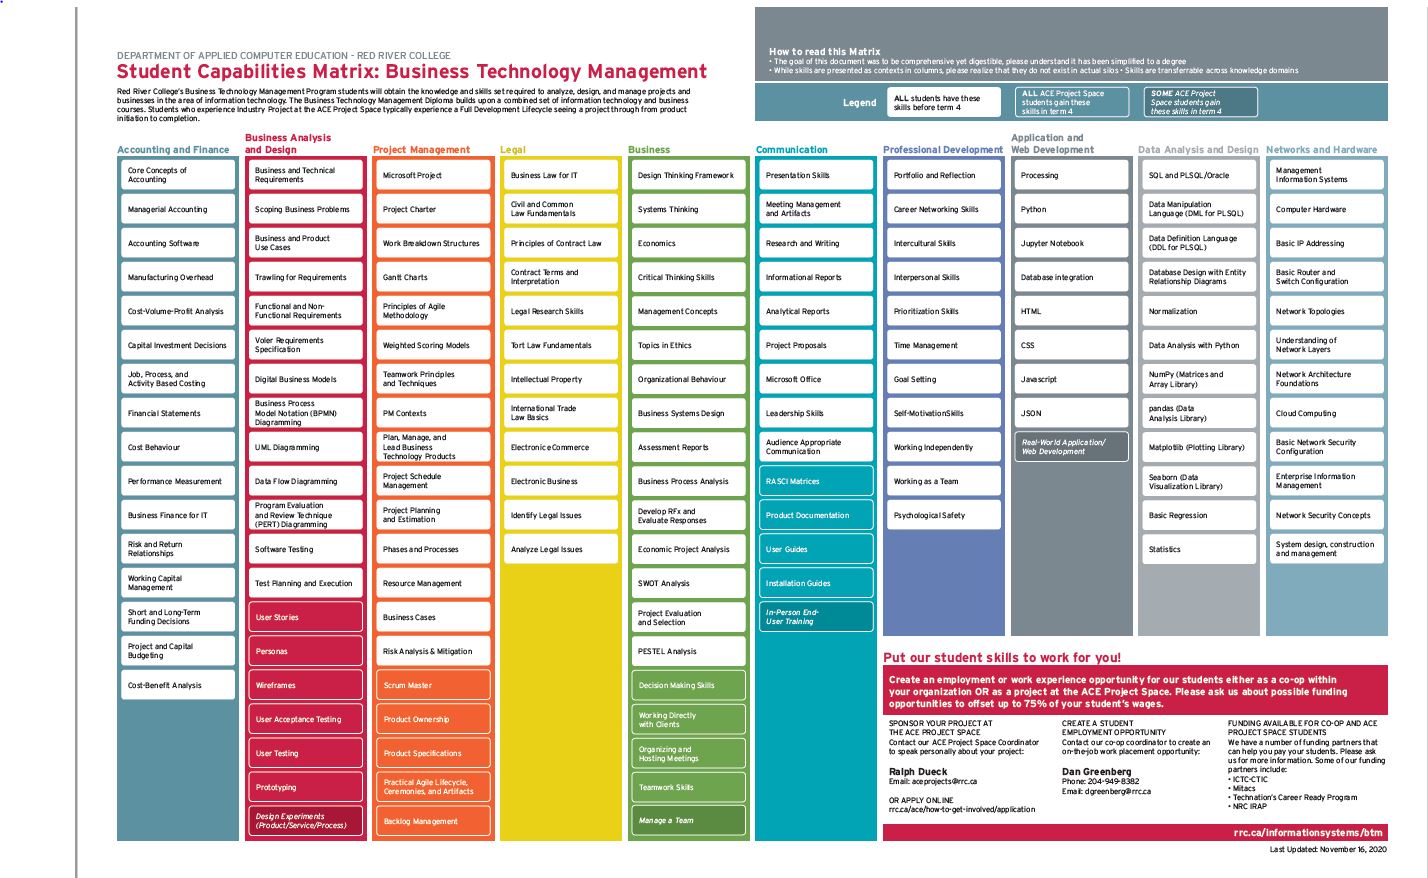 DEPARTMENT OF APPLIED COMPUTER EDUCATION - RED RIVER COLLEGE
Student Capabilities Matrix: Business Technology Management
Red River College's Business Technology Management Program students will obtain the knowledge and skills set required to analyze, design, and manage projects and
businesses in the area of information technology. The Business Technology Management Diploma builds upon a combined set of information technology and business
courses. Students who experience Industry Project at the ACE Project Space typically experience a Full Development Lifecycle seeing a project through from product
initiation to completion.
How to read this Matrix
• The goal of this document was to be comprehensive yet digestible, please understand it has been simplified to a degree
• While skills are presented as contexts in columns, please realize that they do not exist in actual silos • Skills are transferrable across knowledge domains
Legend
ALL students have these
skills before term 4
ALL ACE Project Space
students gain these
skills in term 4
SOME ACE Project
Space students gain
these skills in term 4
Accounting and Finance
Core Concepts of
Accounting
Managerial Accounting
Accounting Software
Manufacturing Overhead
Cost-Volume-Profit Analysis
Capital Investment Decisions
Job, Process, and
Activity Based Costing
Financial Statements
Cost Behaviour
Performance Measurement
Business Finance for IT
Risk and Return
Relationships
Working Capital
Management
Short and Long-Term
Funding Decisions
Project and Capital
Budgeting
Cost-Benefit Analysis
Business Analysis
and Design
Business and Technical
Requirements
Scoping Business Problems
Business and Product
Use Cases
Trawling for Requirements
Functional and Non-
Functional Requirements
Voler Requirements
Specification
Digital Business Models
Business Process
Model Notation (BPMN)
Diagramming
UML Diagramming
Data Flow Diagramming
Program Evaluation
and Review Technique
(PERT) Diagramming
Software Testing
Test Planning and Execution
User Stories
Personas
Wireframes
User Acceptance Testing
User Testing
Prototyping
Design Experiments
(Product/Service/Process)
Project Management
Microsoft Project
Project Charter
Work Breakdown Structures
Gantt Charts
Principles of Agile
Methodology
Weighted Scoring Models
Teamwork Principles
and Techniques
PM Contexts
Plan, Manage, and
Lead Business
Technology Products
Project Schedule
Management
Project Planning
and Estimation
Phases and Processes
Resource Management
Business Cases
Risk Analysis & Mitigation
Scrum Master
Product Ownership
Product Specifications
Practical Agile Lifecycle,
Ceremonies, and Artifacts
Backlog Management
Legal
Business Law for IT
Civil and Common
Law Fundamentals
Principles of Contract Law
Contract Terms and
Interpretation
Legal Research Skills
Tort Law Fundamentals
Intellectual Property
International Trade
Law Basics
Electronic eCommerce
Electronic Business
Identify Legal Issues
Analyze Legal Issues
Business
Design Thinking Framework
Systems Thinking
Economics
Critical Thinking Skills
Management Concepts
Topics in Ethics
Organizational Behaviour
Business Systems Design
Assessment Reports
Business Process Analysis
Develop RFx and
Evaluate Responses
Economic Project Analysis
SWOT Analysis
Project Evaluation
and Selection
PESTEL Analysis
Decision Making Skills
Working Directly
with Clients
Organizing and
Hosting Meetings
Teamwork Skills
Manage a Team
Communication
Presentation Skills
Meeting Management
and Artifacts
Research and Writing
Informational Reports
Analytical Reports
Project Proposals
Microsoft Office
Leadership Skills
Audience Appropriate
Communication
RASCI Matrices
Product Documentation
User Guides
Installation Guides
In-Person End-
User Training
Professional Development
Portfolio and Reflection
Career Networking Skills
Intercultural Skills
Interpersonal Skills
Prioritization Skills
Time Management
Goal Setting
Self-MotivationSkills
Working Independently
Working as a Team
Psychological Safety
Application and
Web Development
Processing
Python
Jupyter Notebook
Database integration
HTML
CSS
Javascript
JSON
Real-World Application/
Web Development
Data Analysis and Design
SQL and PLSQL/Oracle
Data Manipulation
Language (DML for PLSQL)
Data Definition Language
(DDL for PLSQL)
Database Design with Entity
Relationship Diagrams
Normalization
Data Analysis with Python
NumPy (Matrices and
Array Library)
pandas (Data
Analysis Library)
Matplotlib (Plotting Library)
Seaborn (Data
Visualization Library)
Basic Regression
Statistics
Networks and Hardware
Management
Information Systems
Computer Hardware
Basic IP Addressing
Basic Router and
Switch Configuration
Network Topologies
Understanding of
Network Layers
Network Architecture
Foundations
Cloud Computing
Basic Network Security
Configuration
Enterprise Information
Management
Network Security Concepts
System design, construction
and management
Put our student skills to work for you!
Create an employment or work experience opportunity for our students either as a co-op within
your organization OR as a project at the ACE Project Space. Please ask us about possible funding
opportunities to offset up to 75% of your student's wages.
SPONSOR YOUR PROJECT AT
THE ACE PROJECT SPACE
Contact our ACE Project Space Coordinator
to speak personally about your project:
Ralph Dueck
Email: aceprojects@rrc.ca
OR APPLY ONLINE
rrc.ca/ace/how-to-get-involved/application
CREATE A STUDENT
EMPLOYMENT OPPORTUNITY
Contact our co-op coordinator to create an
on-the-job work placement opportunity:
Dan Greenberg
Phone: 204-949-8382
Email: dgreenberg@rrc.ca
FUNDING AVAILABLE FOR CO-OP AND ACE
PROJECT SPACE STUDENTS
We have a number of funding partners that
can help you pay your students. Please ask
us for more information. Some of our funding
partners include:
• ICTC-CTIC
• Mitacs
• Technation's Career Ready Program
• NRC IRAP
rrc.ca/informationsystems/btm
Last Updated: November 16, 2020